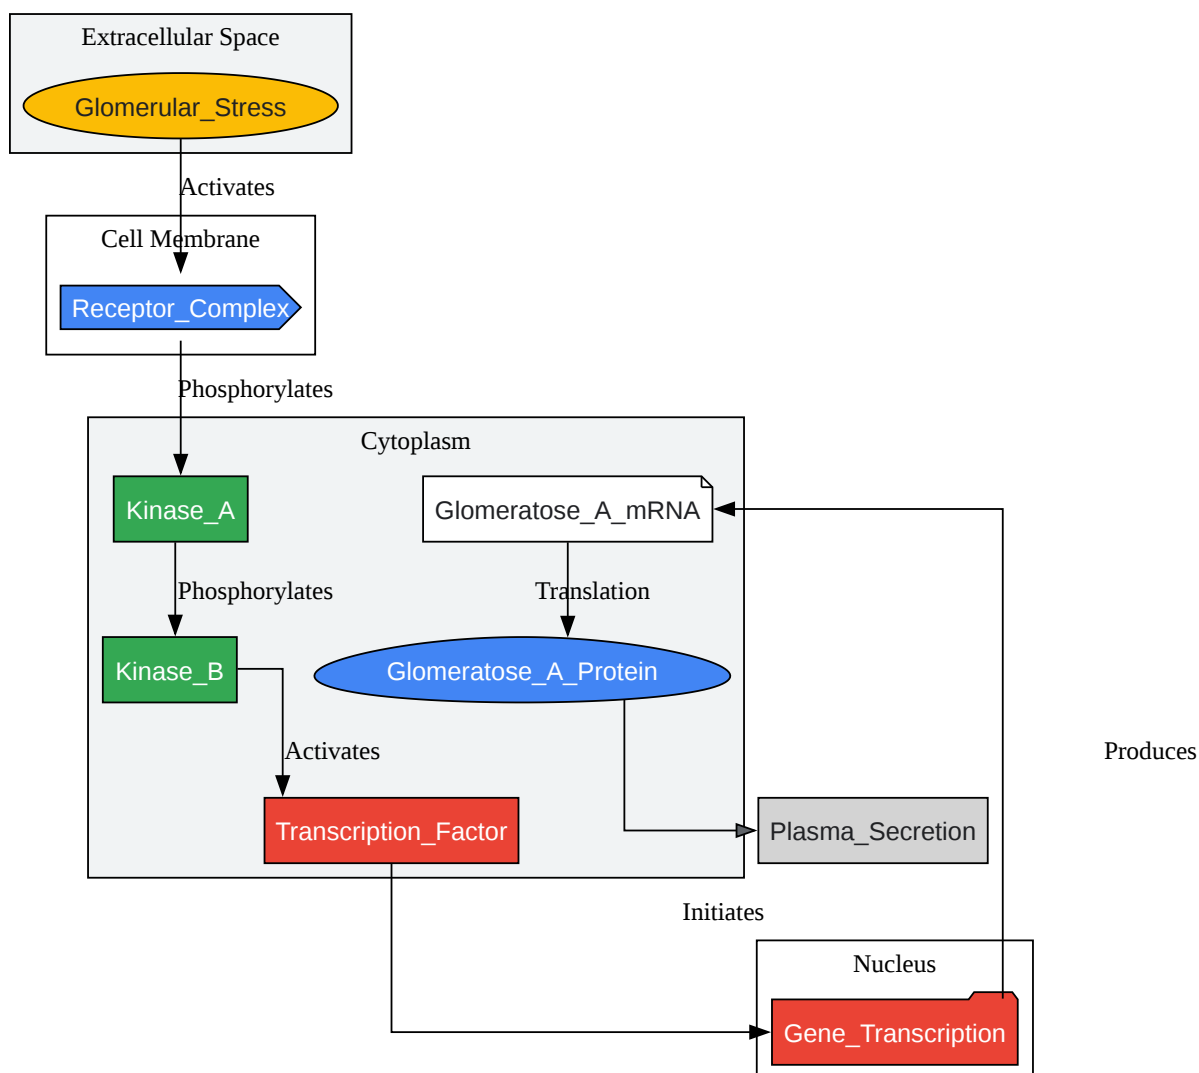 Extracellular Space
Glomerular_Stress
Activates
Cell Membrane
Receptor_Complex
Phosphorylates
Cytoplasm
Kinase_A
Glomeratose_A_mRNA
Phosphorylates
Translation
Kinase_B
Glomeratose_A_Protein
Activates
Produces
Transcription_Factor
Plasma_Secretion
Initiates
Nucleus
Gene_Transcription